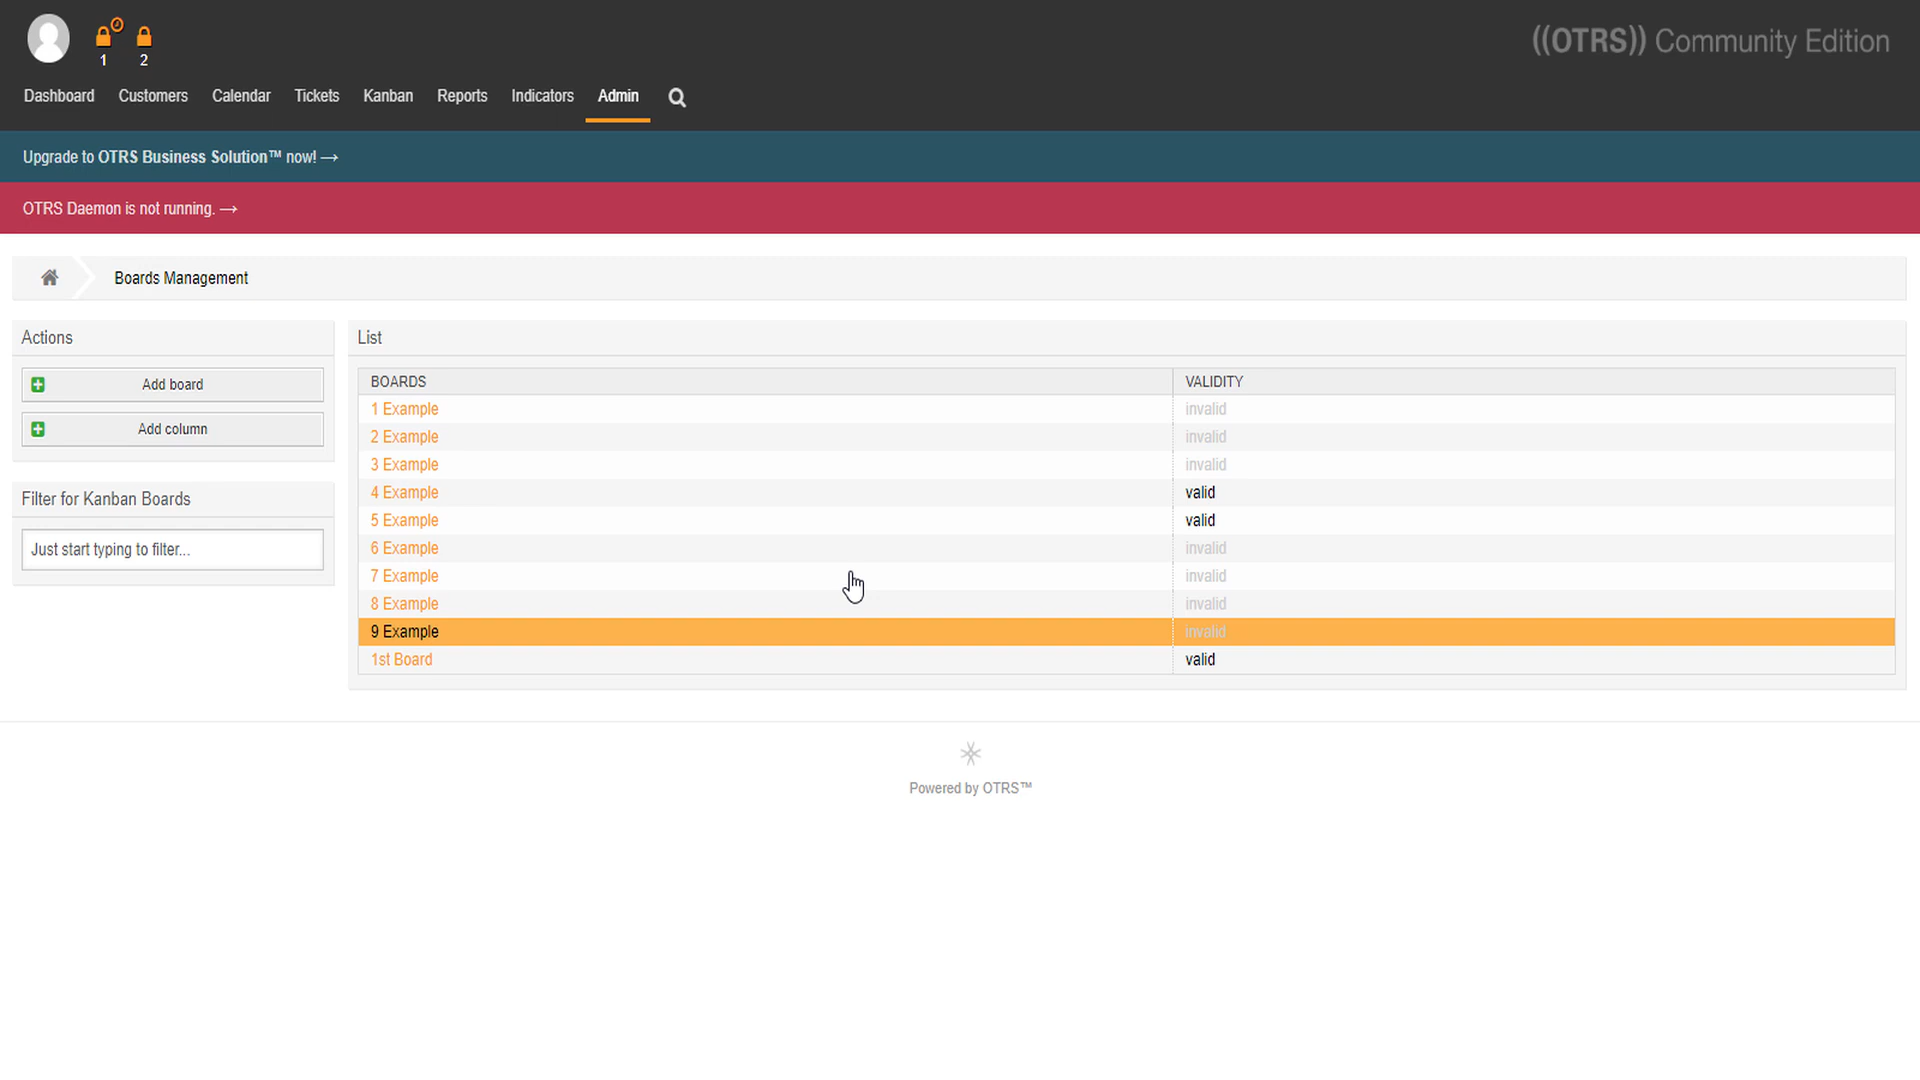 1
2
((OTRS)) Community Edition
Dashboard Customers Calendar Tickets Kanban Reports Indicators Admin
Upgrade to OTRS Business Solution™ now! →
OTRS Daemon is not running. →
Boards Management
Actions
Add board
Add column
Filter for Kanban Boards
Just start typing to filter...
List
BOARDS VALIDITY
1 Example invalid
2 Example invalid
3 Example invalid
4 Example valid
5 Example valid
6 Example invalid
7 Example invalid
8 Example invalid
9 Example invalid
1st Board valid
Powered by OTRS™